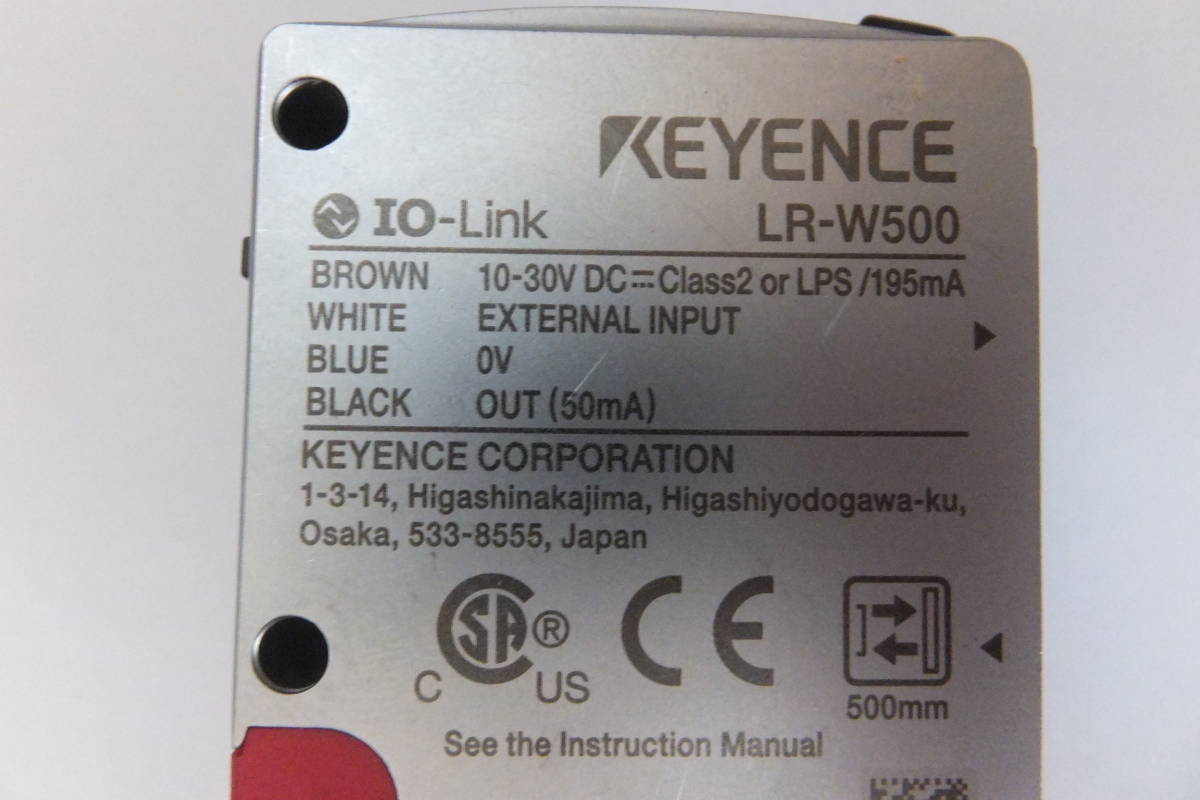 KEYENCE
IO-Link LR-W500
BROWN 10-30V DC⎓Class2 or LPS /195mA
WHITE EXTERNAL INPUT
BLUE 0V
BLACK OUT (50mA)
KEYENCE CORPORATION
1-3-14, Higashinakajima, Higashiyodogawa-ku,
Osaka, 533-8555, Japan
C SA ® US CE
500mm
See the Instruction Manual